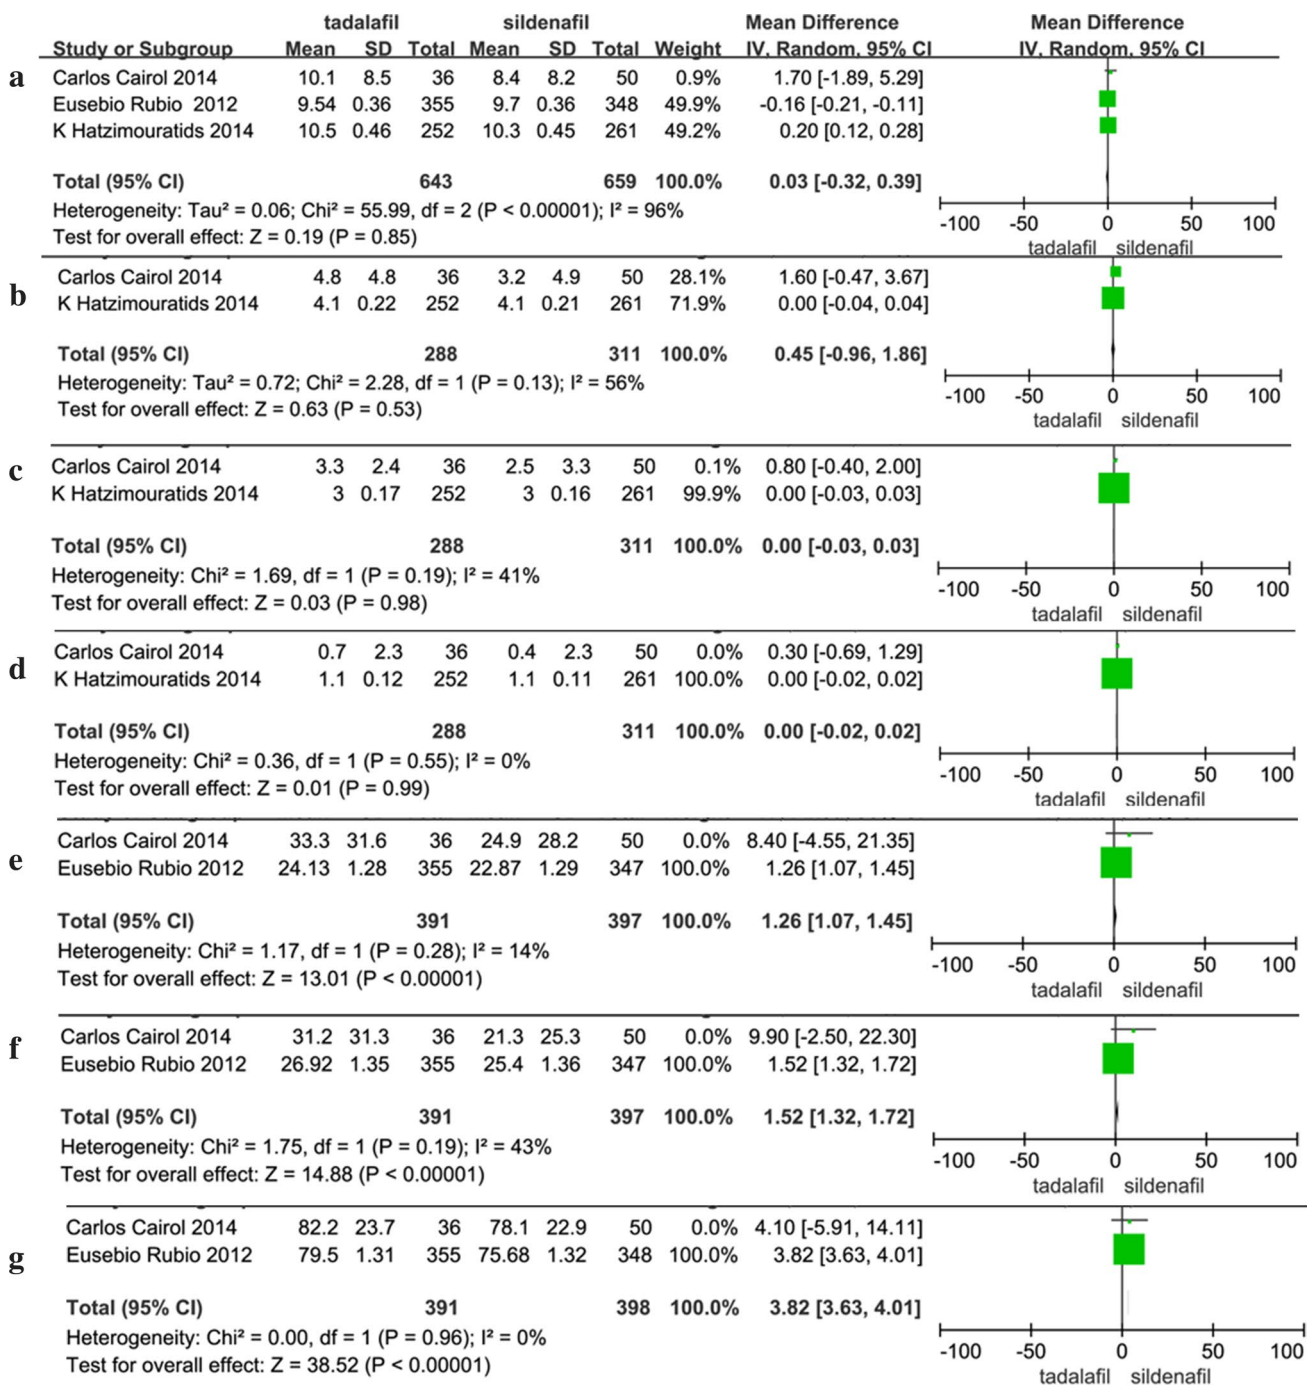 tadalafil sildenafil Mean Difference Mean Difference
Study or Subgroup Mean SD Total Mean SD Total Weight IV, Random, 95% CI IV, Random, 95% CI
a
Carlos Cairol 2014 10.1 8.5 36 8.4 8.2 50 0.9% 1.70 [-1.89, 5.29]
Eusebio Rubio 2012 9.54 0.36 355 9.7 0.36 348 49.9% -0.16 [-0.21, -0.11]
K Hatzimouratids 2014 10.5 0.46 252 10.3 0.45 261 49.2% 0.20 [0.12, 0.28]
Total (95% CI) 643 659 100.0% 0.03 [-0.32, 0.39]
Heterogeneity: Tau² = 0.06; Chi² = 55.99, df = 2 (P < 0.00001); I² = 96%
Test for overall effect: Z = 0.19 (P = 0.85)
-100 -50 0 50 100
tadalafil sildenafil
b
Carlos Cairol 2014 4.8 4.8 36 3.2 4.9 50 28.1% 1.60 [-0.47, 3.67]
K Hatzimouratids 2014 4.1 0.22 252 4.1 0.21 261 71.9% 0.00 [-0.04, 0.04]
Total (95% CI) 288 311 100.0% 0.45 [-0.96, 1.86]
Heterogeneity: Tau² = 0.72; Chi² = 2.28, df = 1 (P = 0.13); I² = 56%
Test for overall effect: Z = 0.63 (P = 0.53)
-100 -50 0 50 100
tadalafil sildenafil
c
Carlos Cairol 2014 3.3 2.4 36 2.5 3.3 50 0.1% 0.80 [-0.40, 2.00]
K Hatzimouratids 2014 3 0.17 252 3 0.16 261 99.9% 0.00 [-0.03, 0.03]
Total (95% CI) 288 311 100.0% 0.00 [-0.03, 0.03]
Heterogeneity: Chi² = 1.69, df = 1 (P = 0.19); I² = 41%
Test for overall effect: Z = 0.03 (P = 0.98)
-100 -50 0 50 100
tadalafil sildenafil
d
Carlos Cairol 2014 0.7 2.3 36 0.4 2.3 50 0.0% 0.30 [-0.69, 1.29]
K Hatzimouratids 2014 1.1 0.12 252 1.1 0.11 261 100.0% 0.00 [-0.02, 0.02]
Total (95% CI) 288 311 100.0% 0.00 [-0.02, 0.02]
Heterogeneity: Chi² = 0.36, df = 1 (P = 0.55); I² = 0%
Test for overall effect: Z = 0.01 (P = 0.99)
-100 -50 0 50 100
tadalafil sildenafil
e
Carlos Cairol 2014 33.3 31.6 36 24.9 28.2 50 0.0% 8.40 [-4.55, 21.35]
Eusebio Rubio 2012 24.13 1.28 355 22.87 1.29 347 100.0% 1.26 [1.07, 1.45]
Total (95% CI) 391 397 100.0% 1.26 [1.07, 1.45]
Heterogeneity: Chi² = 1.17, df = 1 (P = 0.28); I² = 14%
Test for overall effect: Z = 13.01 (P < 0.00001)
-100 -50 0 50 100
tadalafil sildenafil
f
Carlos Cairol 2014 31.2 31.3 36 21.3 25.3 50 0.0% 9.90 [-2.50, 22.30]
Eusebio Rubio 2012 26.92 1.35 355 25.4 1.36 347 100.0% 1.52 [1.32, 1.72]
Total (95% CI) 391 397 100.0% 1.52 [1.32, 1.72]
Heterogeneity: Chi² = 1.75, df = 1 (P = 0.19); I² = 43%
Test for overall effect: Z = 14.88 (P < 0.00001)
-100 -50 0 50 100
tadalafil sildenafil
g
Carlos Cairol 2014 82.2 23.7 36 78.1 22.9 50 0.0% 4.10 [-5.91, 14.11]
Eusebio Rubio 2012 79.5 1.31 355 75.68 1.32 348 100.0% 3.82 [3.63, 4.01]
Total (95% CI) 391 398 100.0% 3.82 [3.63, 4.01]
Heterogeneity: Chi² = 0.00, df = 1 (P = 0.96); I² = 0%
Test for overall effect: Z = 38.52 (P < 0.00001)
-100 -50 0 50 100
tadalafil sildenafil